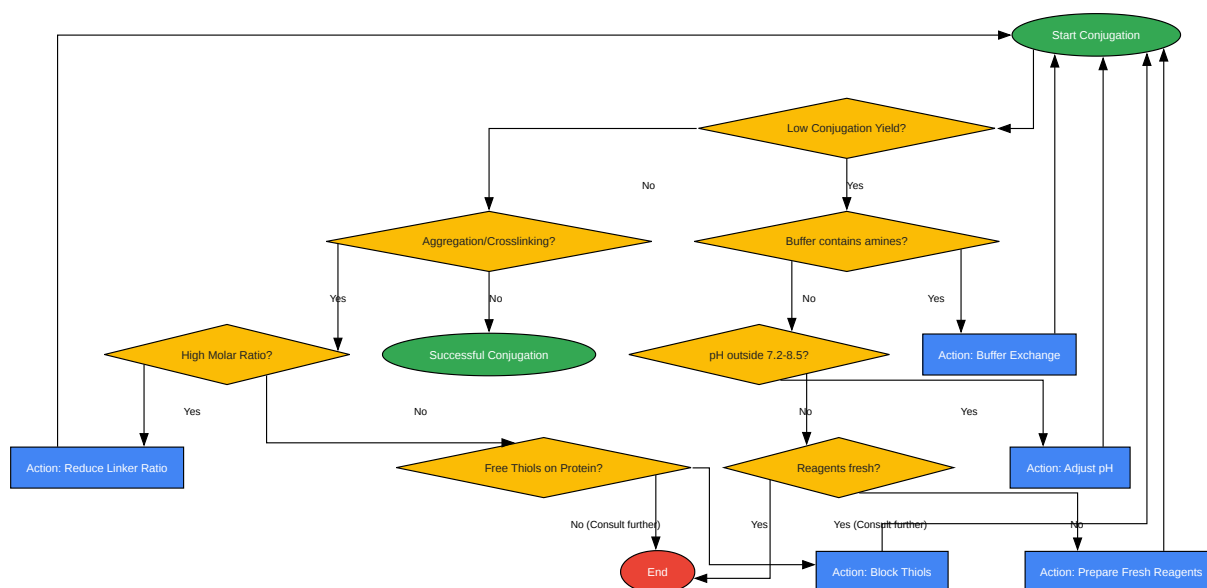 Start Conjugation
Low Conjugation Yield?
No
Yes
Aggregation/Crosslinking?
Buffer contains amines?
Yes
No
No
Yes
High Molar Ratio?
Successful Conjugation
pH outside 7.2-8.5?
Action: Buffer Exchange
Yes
No
No
Yes
Action: Reduce Linker Ratio
Free Thiols on Protein?
Reagents fresh?
Action: Adjust pH
No (Consult further)
Yes
Yes (Consult further)
No
End
Action: Block Thiols
Action: Prepare Fresh Reagents